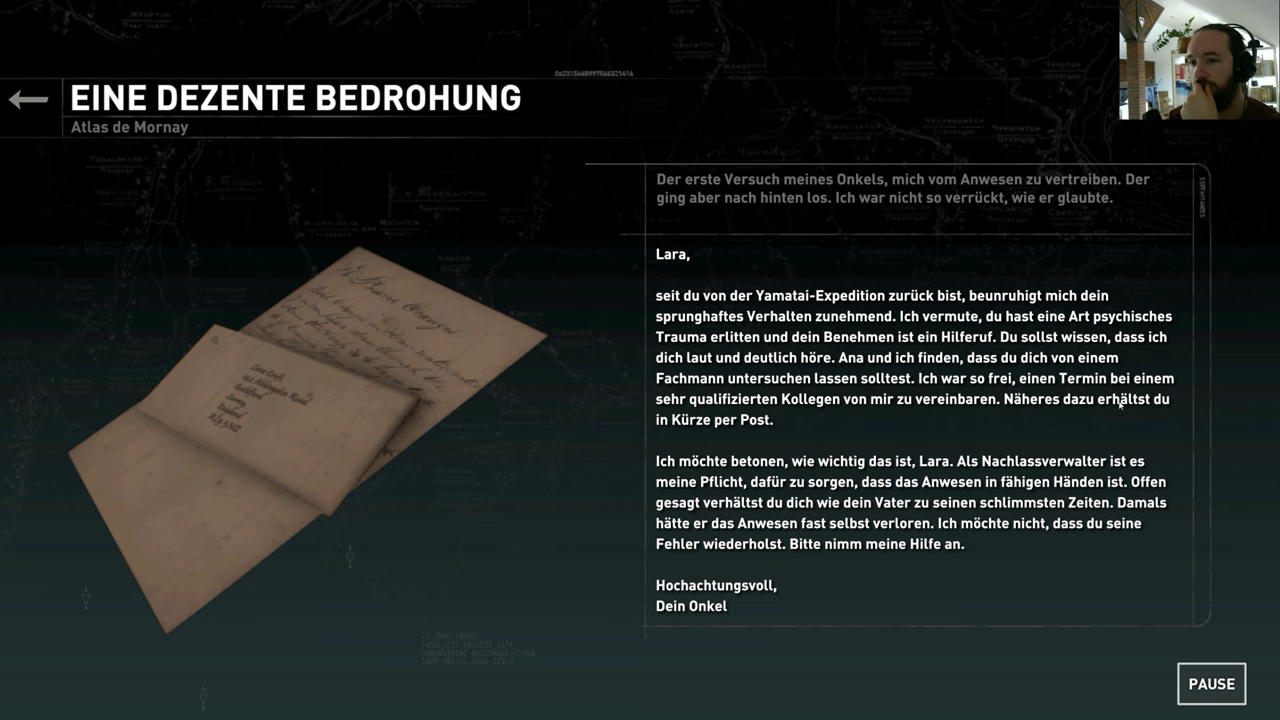 0x2315648997566321416
EINE DEZENTE BEDROHUNG
Atlas de Mornay
Der erste Versuch meines Onkels, mich vom Anwesen zu vertreiben. Der
ging aber nach hinten los. Ich war nicht so verrückt, wie er glaubte.
Lara,
seit du von der Yamatai-Expedition zurück bist, beunruhigt mich dein
sprunghaftes Verhalten zunehmend. Ich vermute, du hast eine Art psychisches
Trauma erlitten und dein Benehmen ist ein Hilferuf. Du sollst wissen, dass ich
dich laut und deutlich höre. Ana und ich finden, dass du dich von einem
Fachmann untersuchen lassen solltest. Ich war so frei, einen Termin bei einem
sehr qualifizierten Kollegen von mir zu vereinbaren. Näheres dazu erhältst du
in Kürze per Post.
Ich möchte betonen, wie wichtig das ist, Lara. Als Nachlassverwalter ist es
meine Pflicht, dafür zu sorgen, dass das Anwesen in fähigen Händen ist. Offen
gesagt verhältst du dich wie dein Vater zu seinen schlimmsten Zeiten. Damals
hätte er das Anwesen fast selbst verloren. Ich möchte nicht, dass du seine
Fehler wiederholst. Bitte nimm meine Hilfe an.
Hochachtungsvoll,
Dein Onkel
Lara Croft
Surrey
England
PAUSE